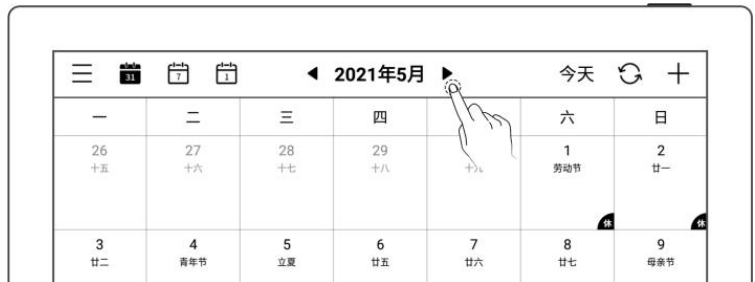 31 7 1 2021年5月 今天
一 二 三 四 六 日
26 27 28 29 1 2
十五 十六 十七 十八 十九 劳动节 廿一
休 休
3 4 5 6 7 8 9
廿二 青年节 立夏 廿五 廿六 廿七 母亲节